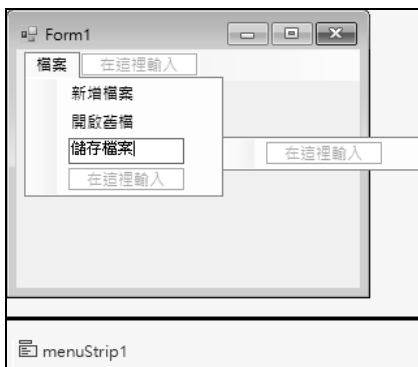 Form1
檔案 在這裡輸入
新增檔案
開啟舊檔
儲存檔案 在這裡輸入
在這裡輸入
menuStrip1